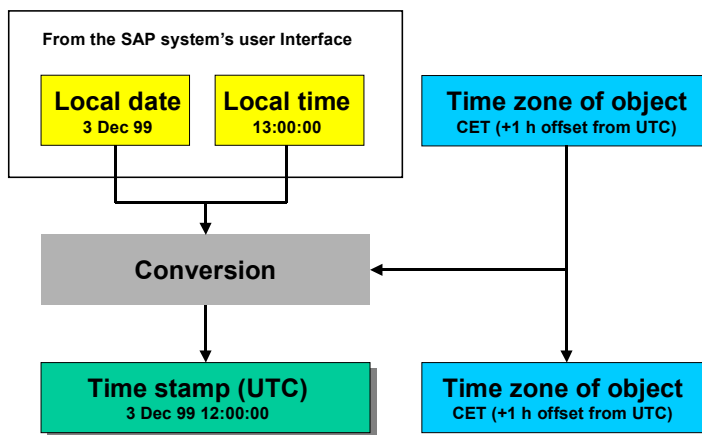 From the SAP system's user Interface
Local date
3 Dec 99
Local time
13:00:00
Time zone of object
CET (+1 h offset from UTC)
Conversion
Time stamp (UTC)
3 Dec 99 12:00:00
Time zone of object
CET (+1 h offset from UTC)